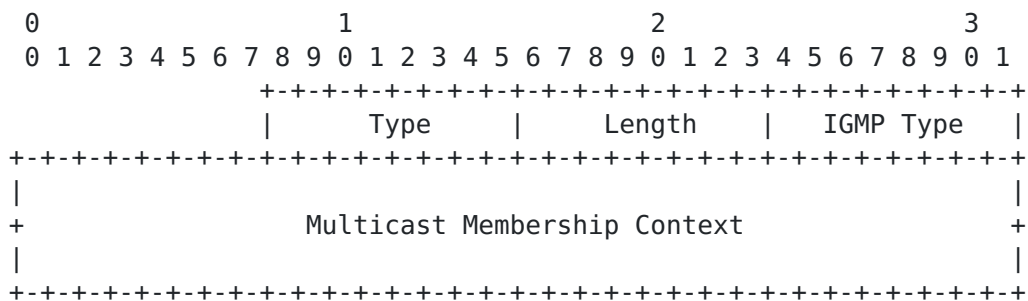 0                   1                   2                   3
 0 1 2 3 4 5 6 7 8 9 0 1 2 3 4 5 6 7 8 9 0 1 2 3 4 5 6 7 8 9 0 1
                +-+-+-+-+-+-+-+-+-+-+-+-+-+-+-+-+-+-+-+-+-+-+-+-+
                |      Type     |     Length    |   IGMP Type   |
+-+-+-+-+-+-+-+-+-+-+-+-+-+-+-+-+-+-+-+-+-+-+-+-+-+-+-+-+-+-+-+-+
|                                                               |
+                  Multicast Membership Context                 +
|                                                               |
+-+-+-+-+-+-+-+-+-+-+-+-+-+-+-+-+-+-+-+-+-+-+-+-+-+-+-+-+-+-+-+-+